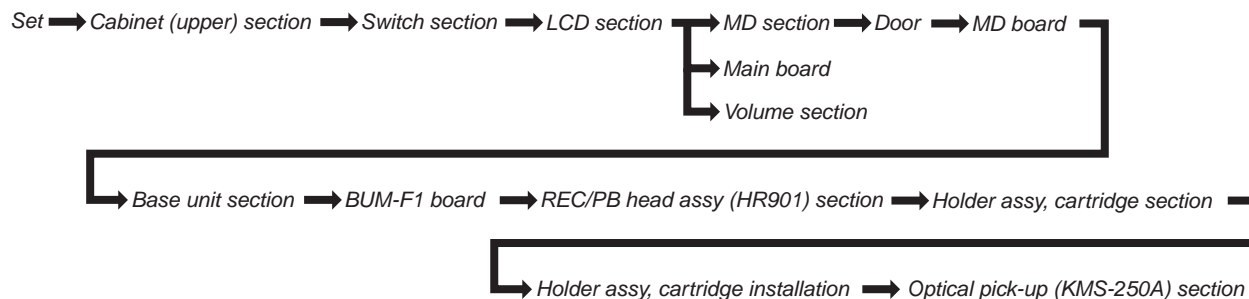 Set Cabinet (upper) section Switch section LCD section MD section Door MD board
Main board
Volume section
Base unit section BUM-F1 board REC/PB head assy (HR901) section Holder assy, cartridge section
Holder assy, cartridge installation Optical pick-up (KMS-250A) section